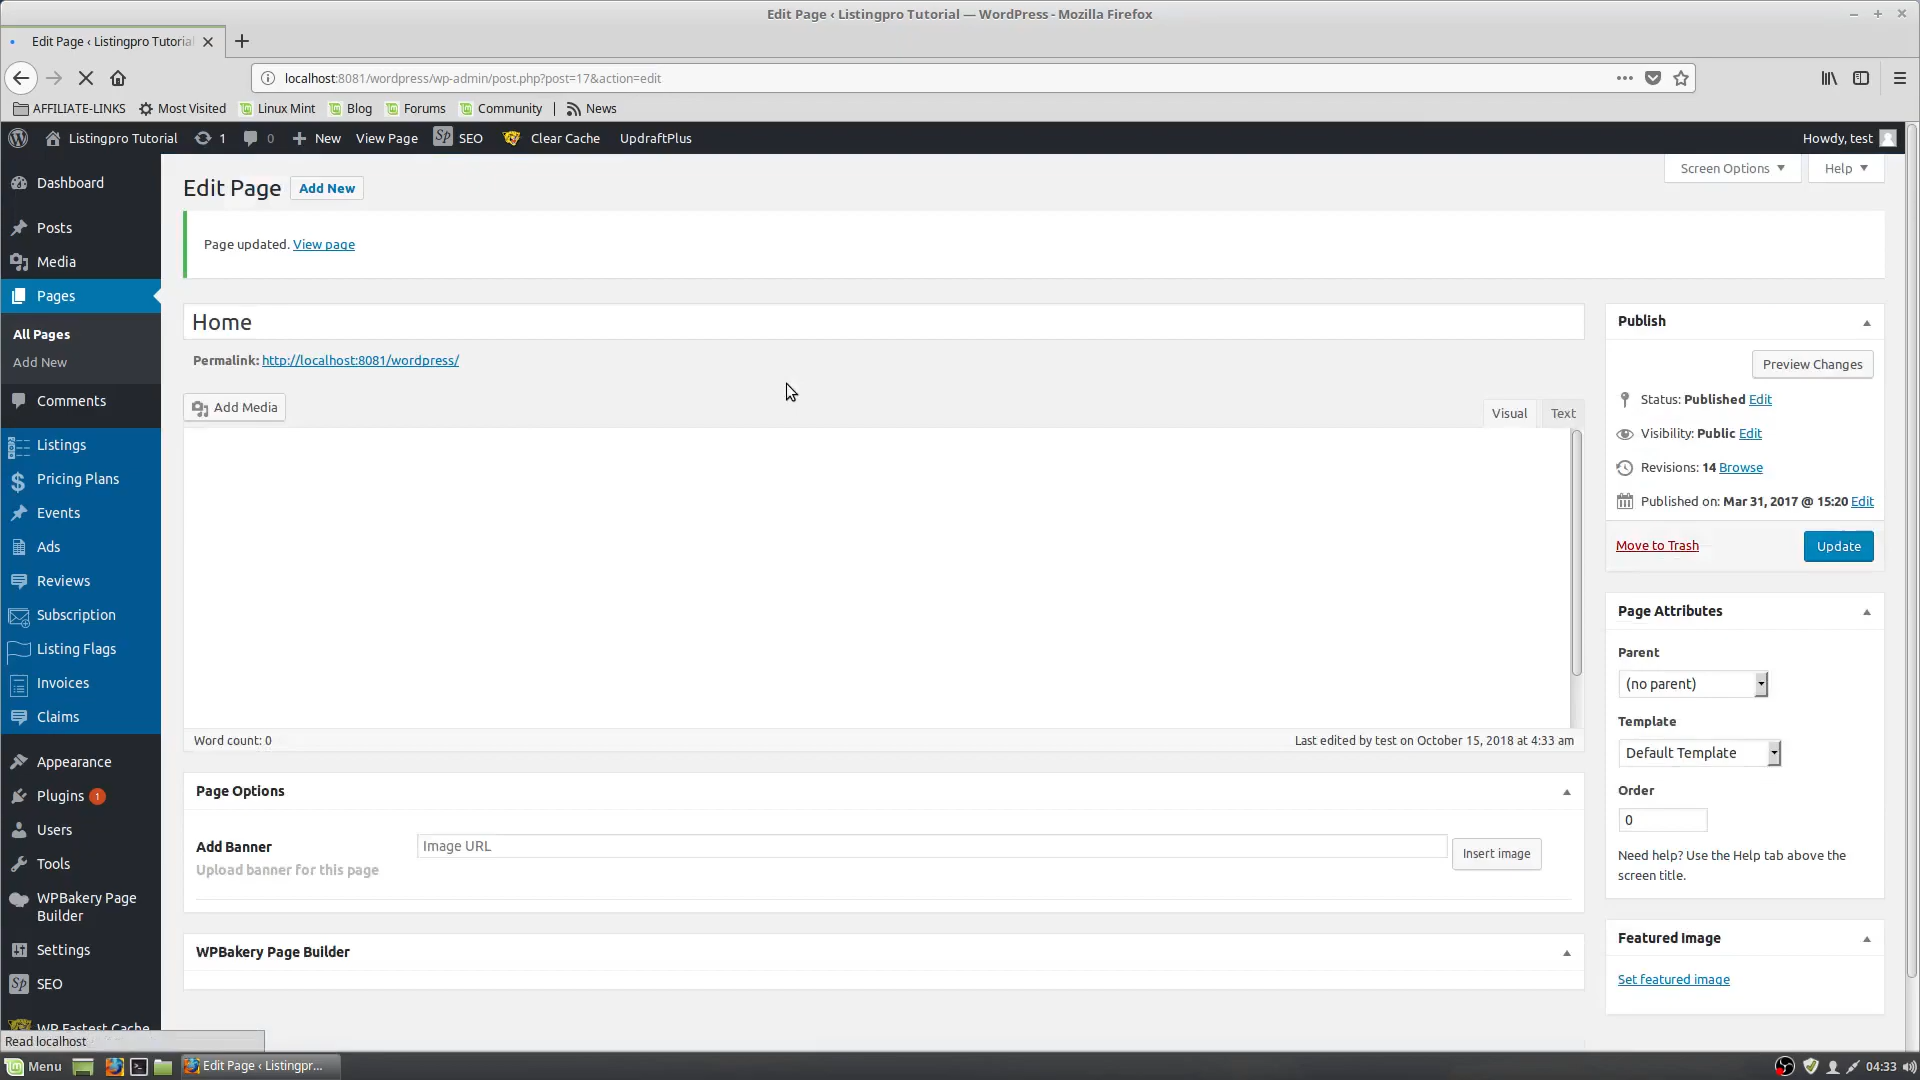 Edit Page ‹ Listingpro Tutorial — WordPress - Mozilla Firefox
Edit Page ‹ Listingpro Tutorial
localhost:8081/wordpress/wp-admin/post.php?post=17&action=edit
AFFILIATE-LINKS Most Visited Linux Mint Blog Forums Community News
Listingpro Tutorial 1 0 New View Page SEO Clear Cache UpdraftPlus Howdy, test
Screen Options Help
Edit Page Add New
Page updated. View page
Dashboard
Posts
Media
Pages
All Pages
Add New
Comments
Listings
Pricing Plans
Events
Ads
Reviews
Subscription
Listing Flags
Invoices
Claims
Appearance
Plugins 1
Users
Tools
WPBakery Page
Builder
Settings
Sp SEO
WP Fastest Cache
Home
Permalink: http://localhost:8081/wordpress/
Add Media
Visual Text
Word count: 0
Last edited by test on October 15, 2018 at 4:33 am
Page Options
Add Banner
Upload banner for this page
Image URL
Insert image
WPBakery Page Builder
Publish
Preview Changes
Status: Published Edit
Visibility: Public Edit
Revisions: 14 Browse
Published on: Mar 31, 2017 @ 15:20 Edit
Move to Trash Update
Page Attributes
Parent
(no parent)
Template
Default Template
Order
0
Need help? Use the Help tab above the
screen title.
Featured Image
Set featured image
Read localhost
Menu Edit Page ‹ Listingpr... 04:33